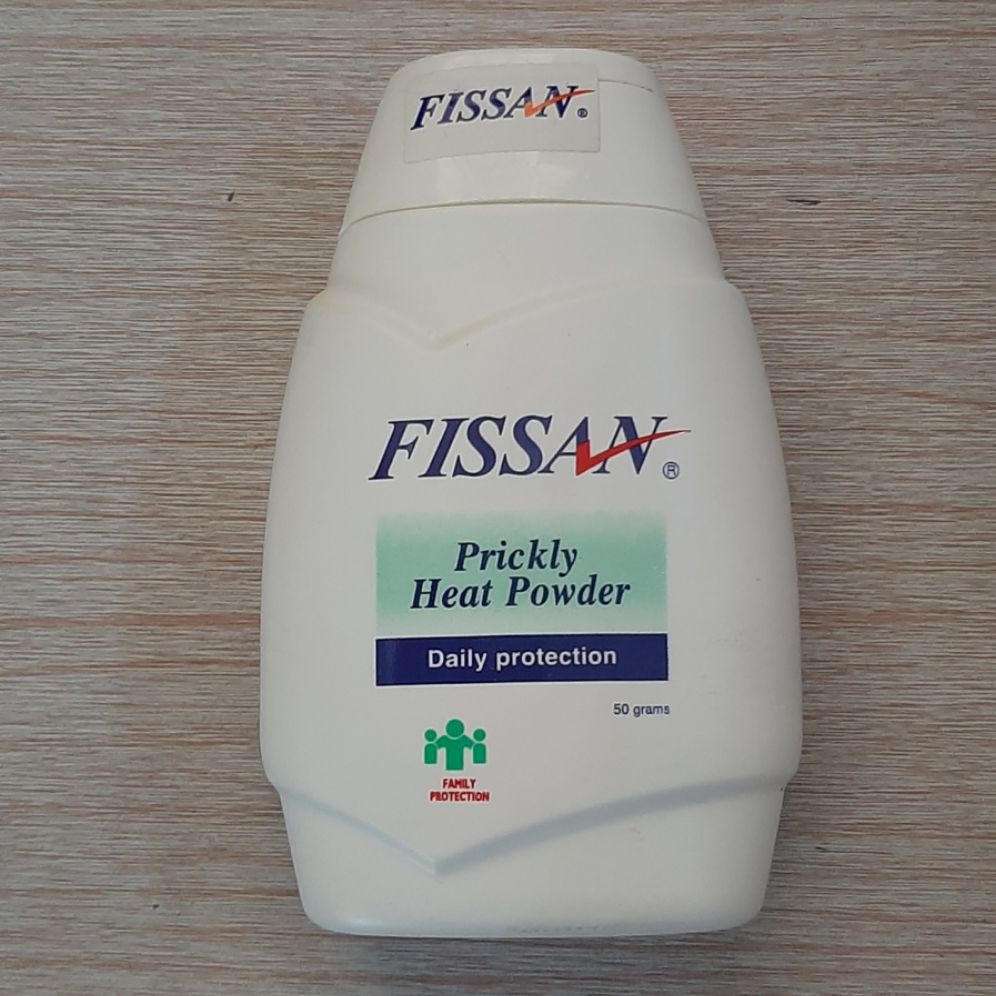 FISSAN®
FISSAN®
Prickly
Heat Powder
Daily protection
50 grams
FAMILY
PROTECTION